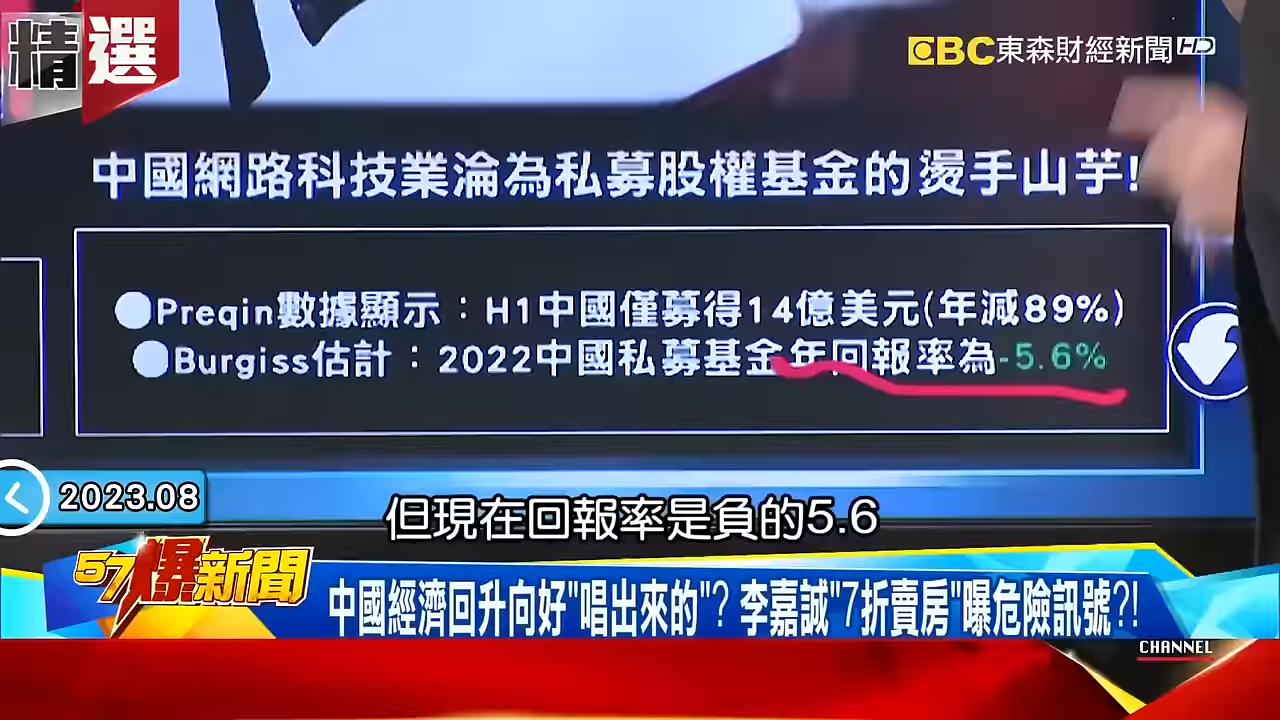 精選
EBC東森財經新聞HD
中國網路科技業淪為私募股權基金的燙手山芋!
●Preqin數據顯示：H1中國僅募得14億美元(年減89%)
●Burgiss估計：2022中國私募基金年回報率為-5.6%
2023.08
但現在回報率是負的5.6
57爆新聞
中國經濟回升向好"唱出來的"? 李嘉誠"7折賣房"曝危險訊號?!
CHANNEL